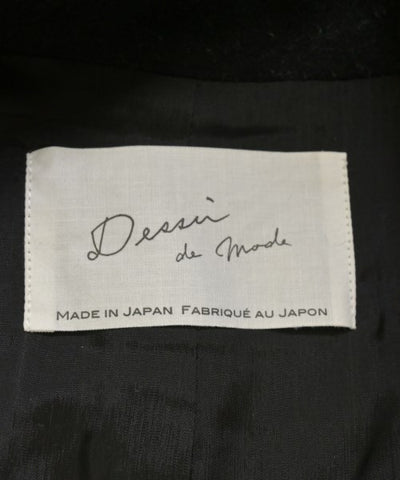 Dessin
de mode
MADE IN JAPAN FABRIQUÉ AU JAPON